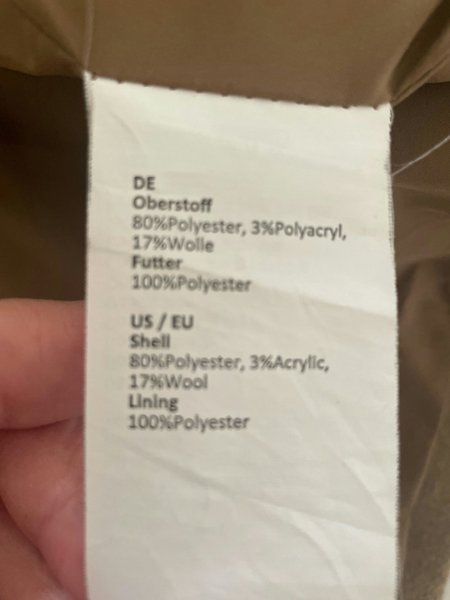 DE
Oberstoff
80%Polyester, 3%Polyacryl,
17%Wolle
Futter
100%Polyester
US / EU
Shell
80%Polyester, 3%Acrylic,
17%Wool
Lining
100%Polyester